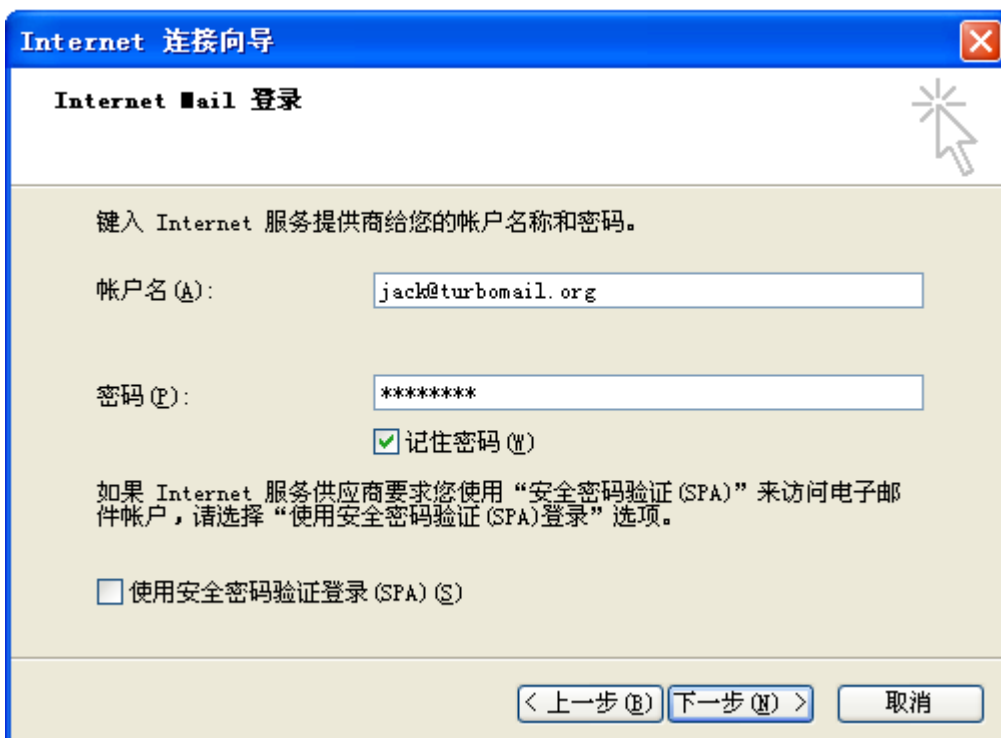 Internet 连接向导
Internet Mail 登录
键入 Internet 服务提供商给您的帐户名称和密码。
帐户名(A):
jack@turbomail.org
密码(P):
********
记住密码(W)
如果 Internet 服务供应商要求您使用“安全密码验证(SPA)”来访问电子邮
件帐户，请选择“使用安全密码验证(SPA)登录”选项。
使用安全密码验证登录(SPA)(S)
< 上一步(B)
下一步(N) >
取消